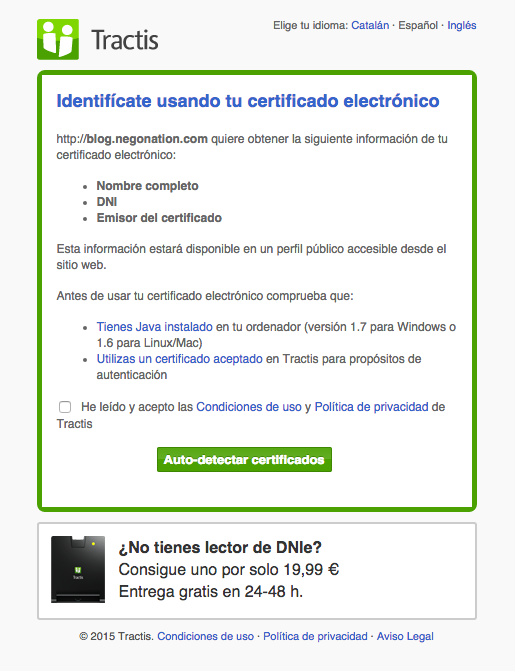 Tractis
Elige tu idioma: Catalán · Español · Inglés
Identifícate usando tu certificado electrónico
http://blog.negonation.com quiere obtener la siguiente información de tu
certificado electrónico:
• Nombre completo
• DNI
• Emisor del certificado
Esta información estará disponible en un perfil público accesible desde el
sitio web.
Antes de usar tu certificado electrónico comprueba que:
• Tienes Java instalado en tu ordenador (versión 1.7 para Windows o
1.6 para Linux/Mac)
• Utilizas un certificado aceptado en Tractis para propósitos de
autenticación
He leído y acepto las Condiciones de uso y Política de privacidad de
Tractis
Auto-detectar certificados
Tractis
¿No tienes lector de DNIe?
Consigue uno por solo 19,99 €
Entrega gratis en 24-48 h.
© 2015 Tractis. Condiciones de uso · Política de privacidad · Aviso Legal